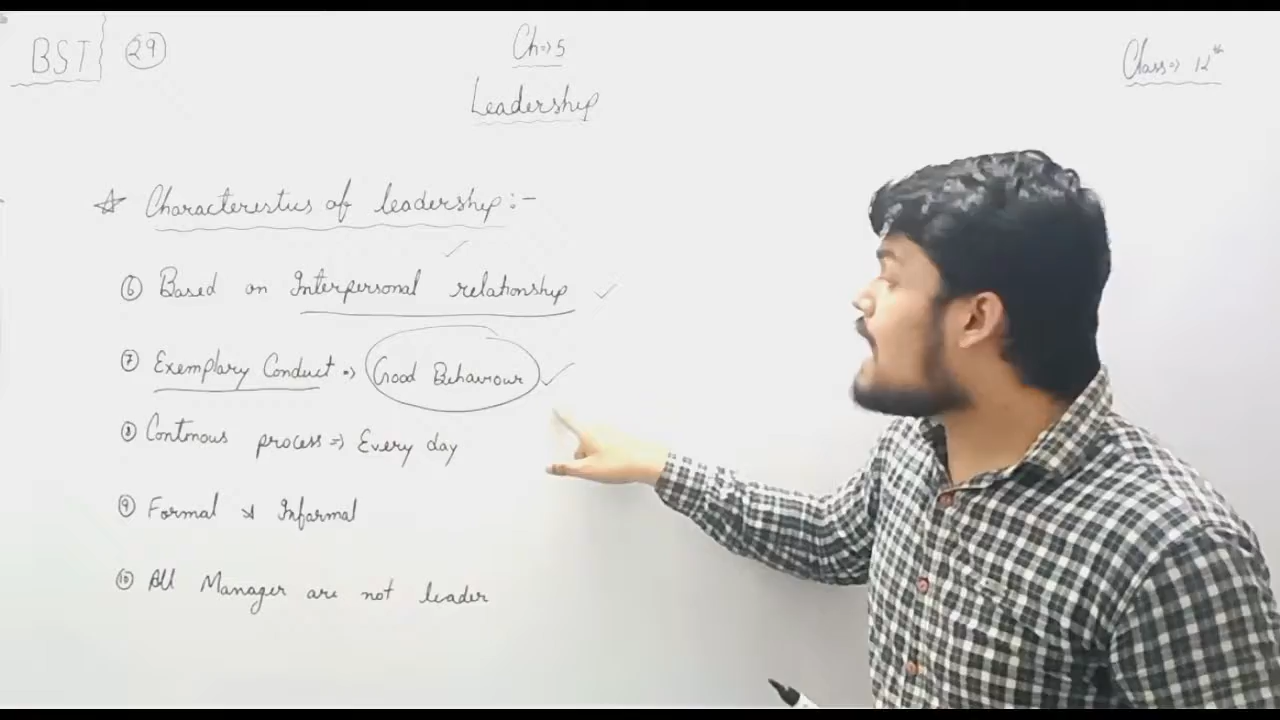 BST 29
Ch⇒5
Class⇒ 12th
Leadership
☆ Characterestics of leadership:-
⑥ Based on Interpersonal relationship ✓
⑦ Exemplary Conduct ⇒ Good Behaviour ✓
⑧ Contnous process ⇒ Every day
⑨ Formal & Informal
⑩ All Manager are not leader